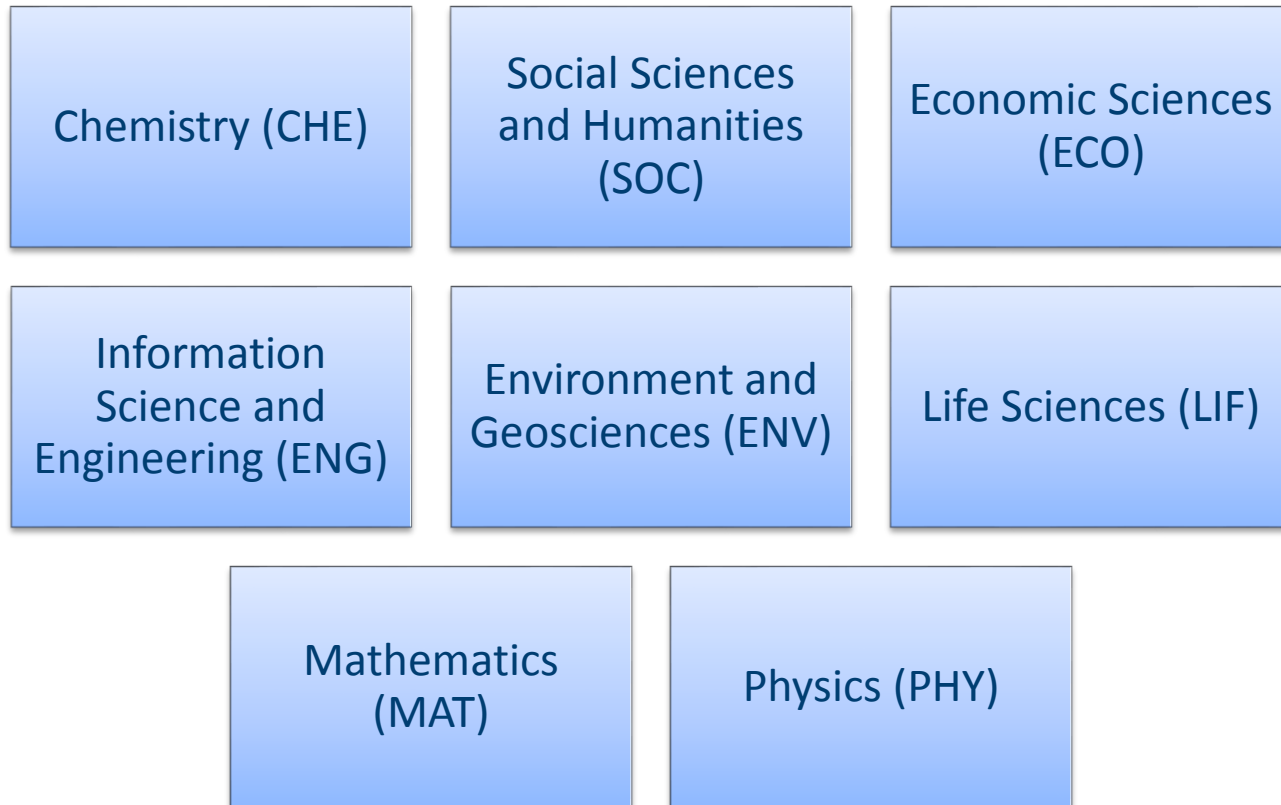 Chemistry (CHE)
Social Sciences
and Humanities
(SOC)
Economic Sciences
(ECO)
Information
Science and
Engineering (ENG)
Environment and
Geosciences (ENV)
Life Sciences (LIF)
Mathematics
(MAT)
Physics (PHY)